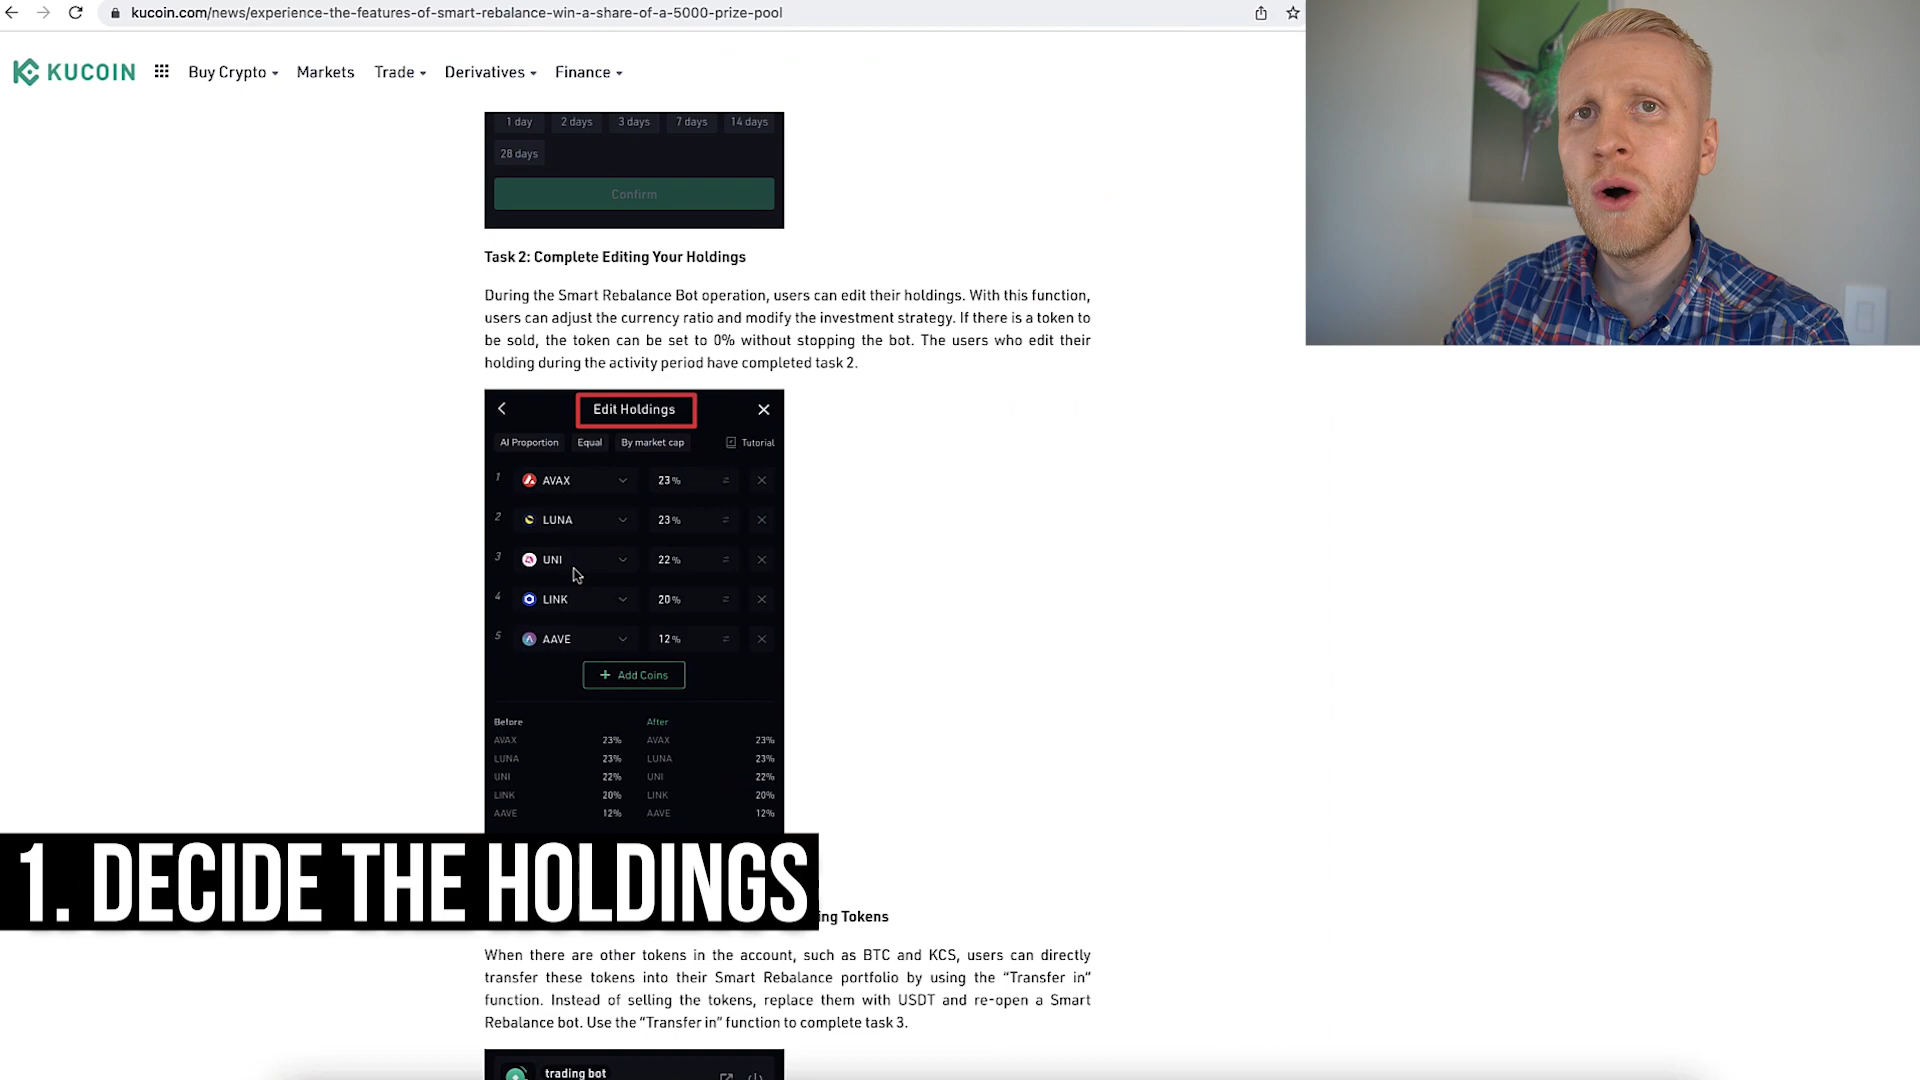 kucoin.com/news/experience-the-features-of-smart-rebalance-win-a-share-of-a-5000-prize-pool
KUCOIN Buy Crypto Markets Trade Derivatives Finance
1 day 2 days 3 days 7 days 14 days
28 days
Confirm
Task 2: Complete Editing Your Holdings
During the Smart Rebalance Bot operation, users can edit their holdings. With this function,
users can adjust the currency ratio and modify the investment strategy. If there is a token to
be sold, the token can be set to 0% without stopping the bot. The users who edit their
holding during the activity period have completed task 2.
Edit Holdings
AI Proportion Equal By market cap Tutorial
1 AVAX 23%
2 LUNA 23%
3 UNI 22%
4 LINK 20%
5 AAVE 12%
+ Add Coins
Before After
AVAX 23% AVAX 23%
LUNA 23% LUNA 23%
UNI 22% UNI 22%
LINK 20% LINK 20%
AAVE 12% AAVE 12%
1. DECIDE THE HOLDINGS
ing Tokens
When there are other tokens in the account, such as BTC and KCS, users can directly
transfer these tokens into their Smart Rebalance portfolio by using the “Transfer in”
function. Instead of selling the tokens, replace them with USDT and re-open a Smart
Rebalance bot. Use the “Transfer in” function to complete task 3.
trading bot